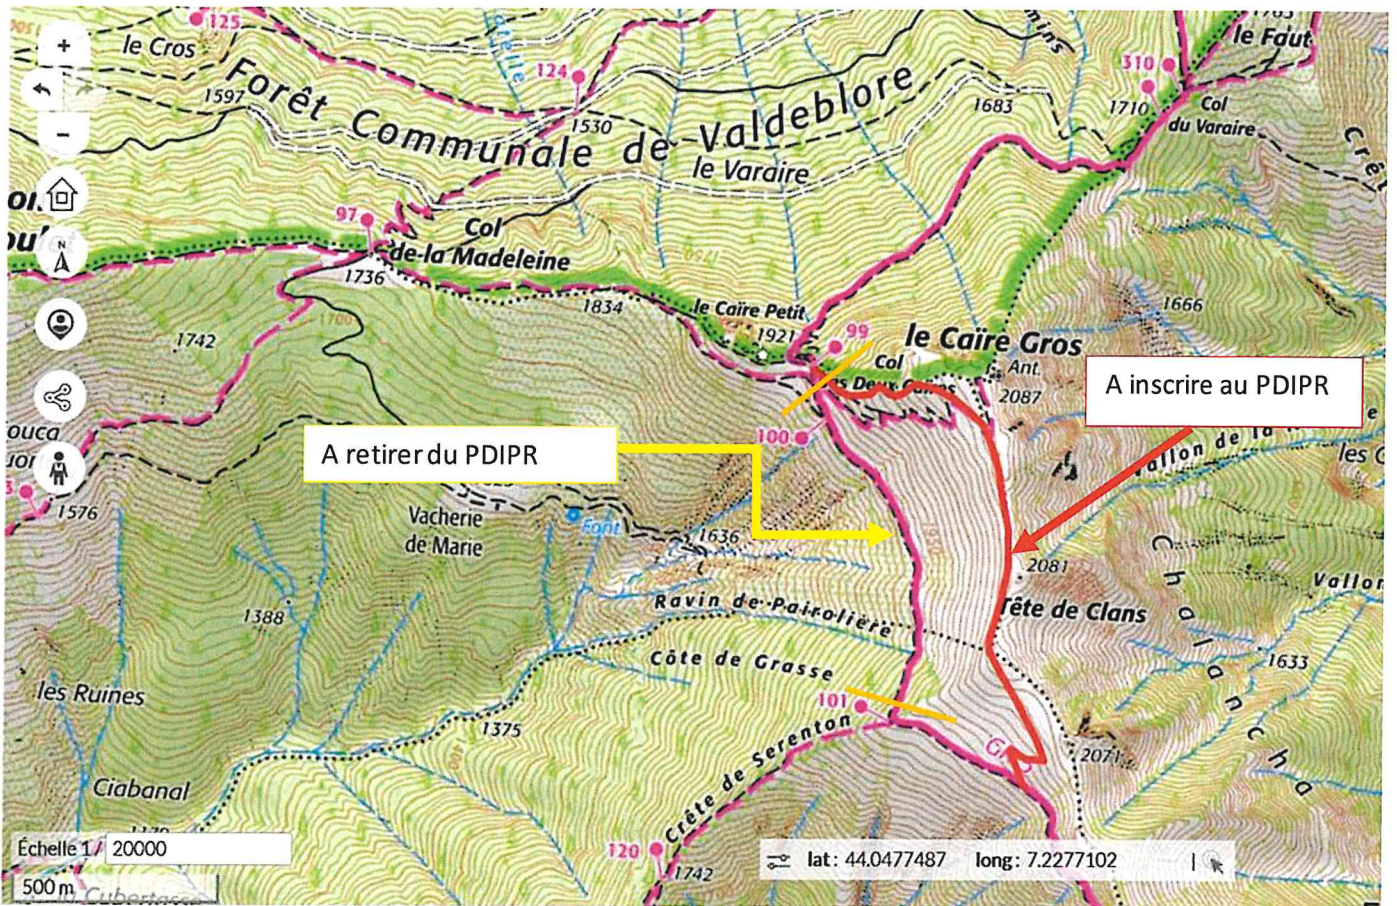 125
le Cros
1597
Forêt Communale de Valdeblore
124
1530
le Varaire
1683
310
1710
le Faut
Col
du Varaire
Crêt
97
Col
de la Madeleine
1736
1834
1742
le Caïre Petit
1921
99
le Caïre Gros
Col
Ant.
2087
1666
100
A inscrire au PDIPR
A retirer du PDIPR
1576
Vacherie
de Marie
Font.
1636
1388
Ravin de Pairolière
Côte de Grasse
2081
Tête de Clans
Vallon
1633
Chalancha
les Ruines
101
1375
Crête de Serenton
2071
Ciabanal
120
1742
Échelle 1 / 20000
500 m
lat : 44.0477487 long : 7.2277102